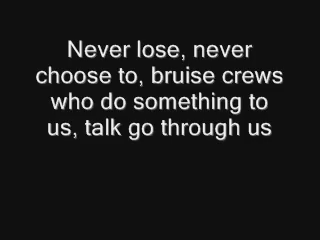 Never lose, never
choose to, bruise crews
who do something to
us, talk go through us